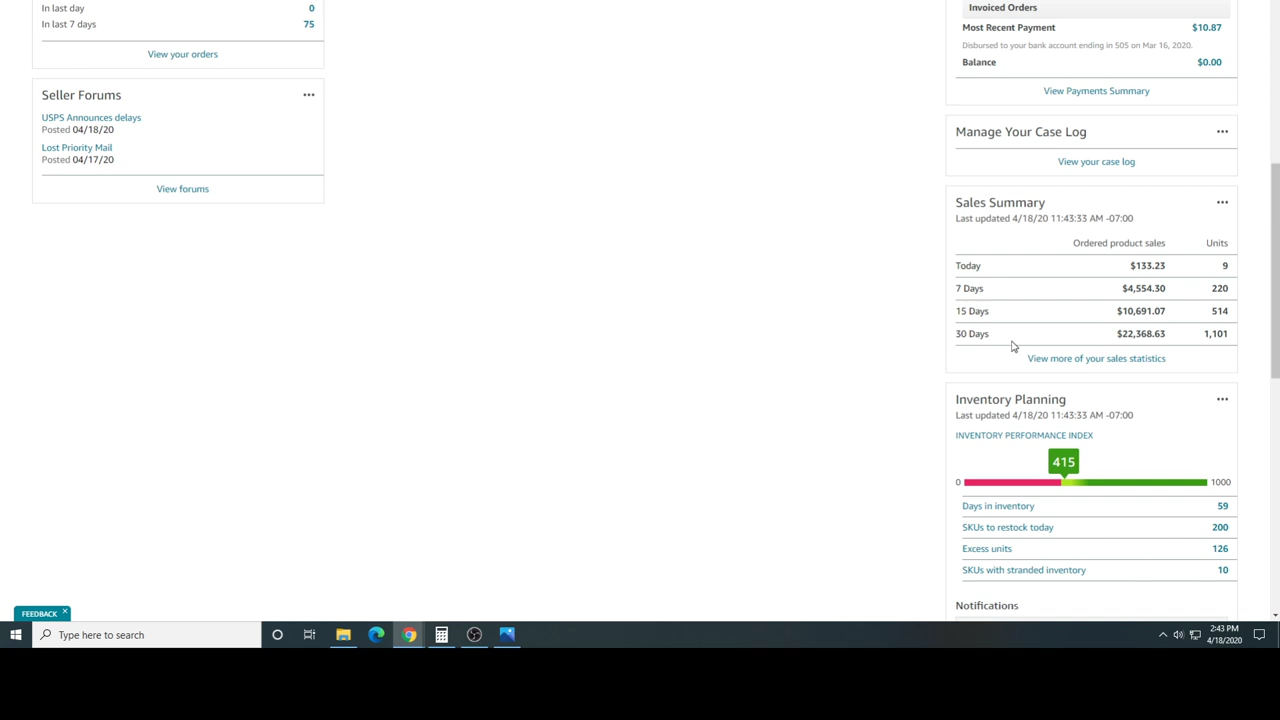 In last day 0
In last 7 days 75
View your orders
Seller Forums
USPS Announces delays
Posted 04/18/20
Lost Priority Mail
Posted 04/17/20
View forums
Invoiced Orders
Most Recent Payment $10.87
Disbursed to your bank account ending in 505 on Mar 16, 2020.
Balance $0.00
View Payments Summary
Manage Your Case Log
View your case log
Sales Summary
Last updated 4/18/20 11:43:33 AM -07:00
Ordered product sales Units
Today $133.23 9
7 Days $4,554.30 220
15 Days $10,691.07 514
30 Days $22,368.63 1,101
View more of your sales statistics
Inventory Planning
Last updated 4/18/20 11:43:33 AM -07:00
INVENTORY PERFORMANCE INDEX
415
0 1000
Days in inventory 59
SKUs to restock today 200
Excess units 126
SKUs with stranded inventory 10
Notifications
FEEDBACK
Type here to search
2:43 PM
4/18/2020